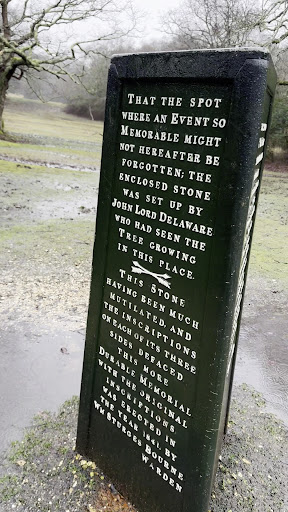 THAT THE SPOT
WHERE AN EVENT SO
MEMORABLE MIGHT
NOT HEREAFTER BE
FORGOTTEN; THE
ENCLOSED STONE
WAS SET UP BY
JOHN LORD DELAWARE
WHO HAD SEEN THE
TREE GROWING
IN THIS PLACE.
THIS STONE
HAVING BEEN MUCH
MUTILATED, AND
THE INSCRIPTIONS
ON EACH OF ITS THREE
SIDES DEFACED
THIS MORE
DURABLE MEMORIAL
WITH THE ORIGINAL
INSCRIPTIONS
WAS ERECTED IN
THE YEAR 1841, BY
WM STURGES BOURNE
WARDEN